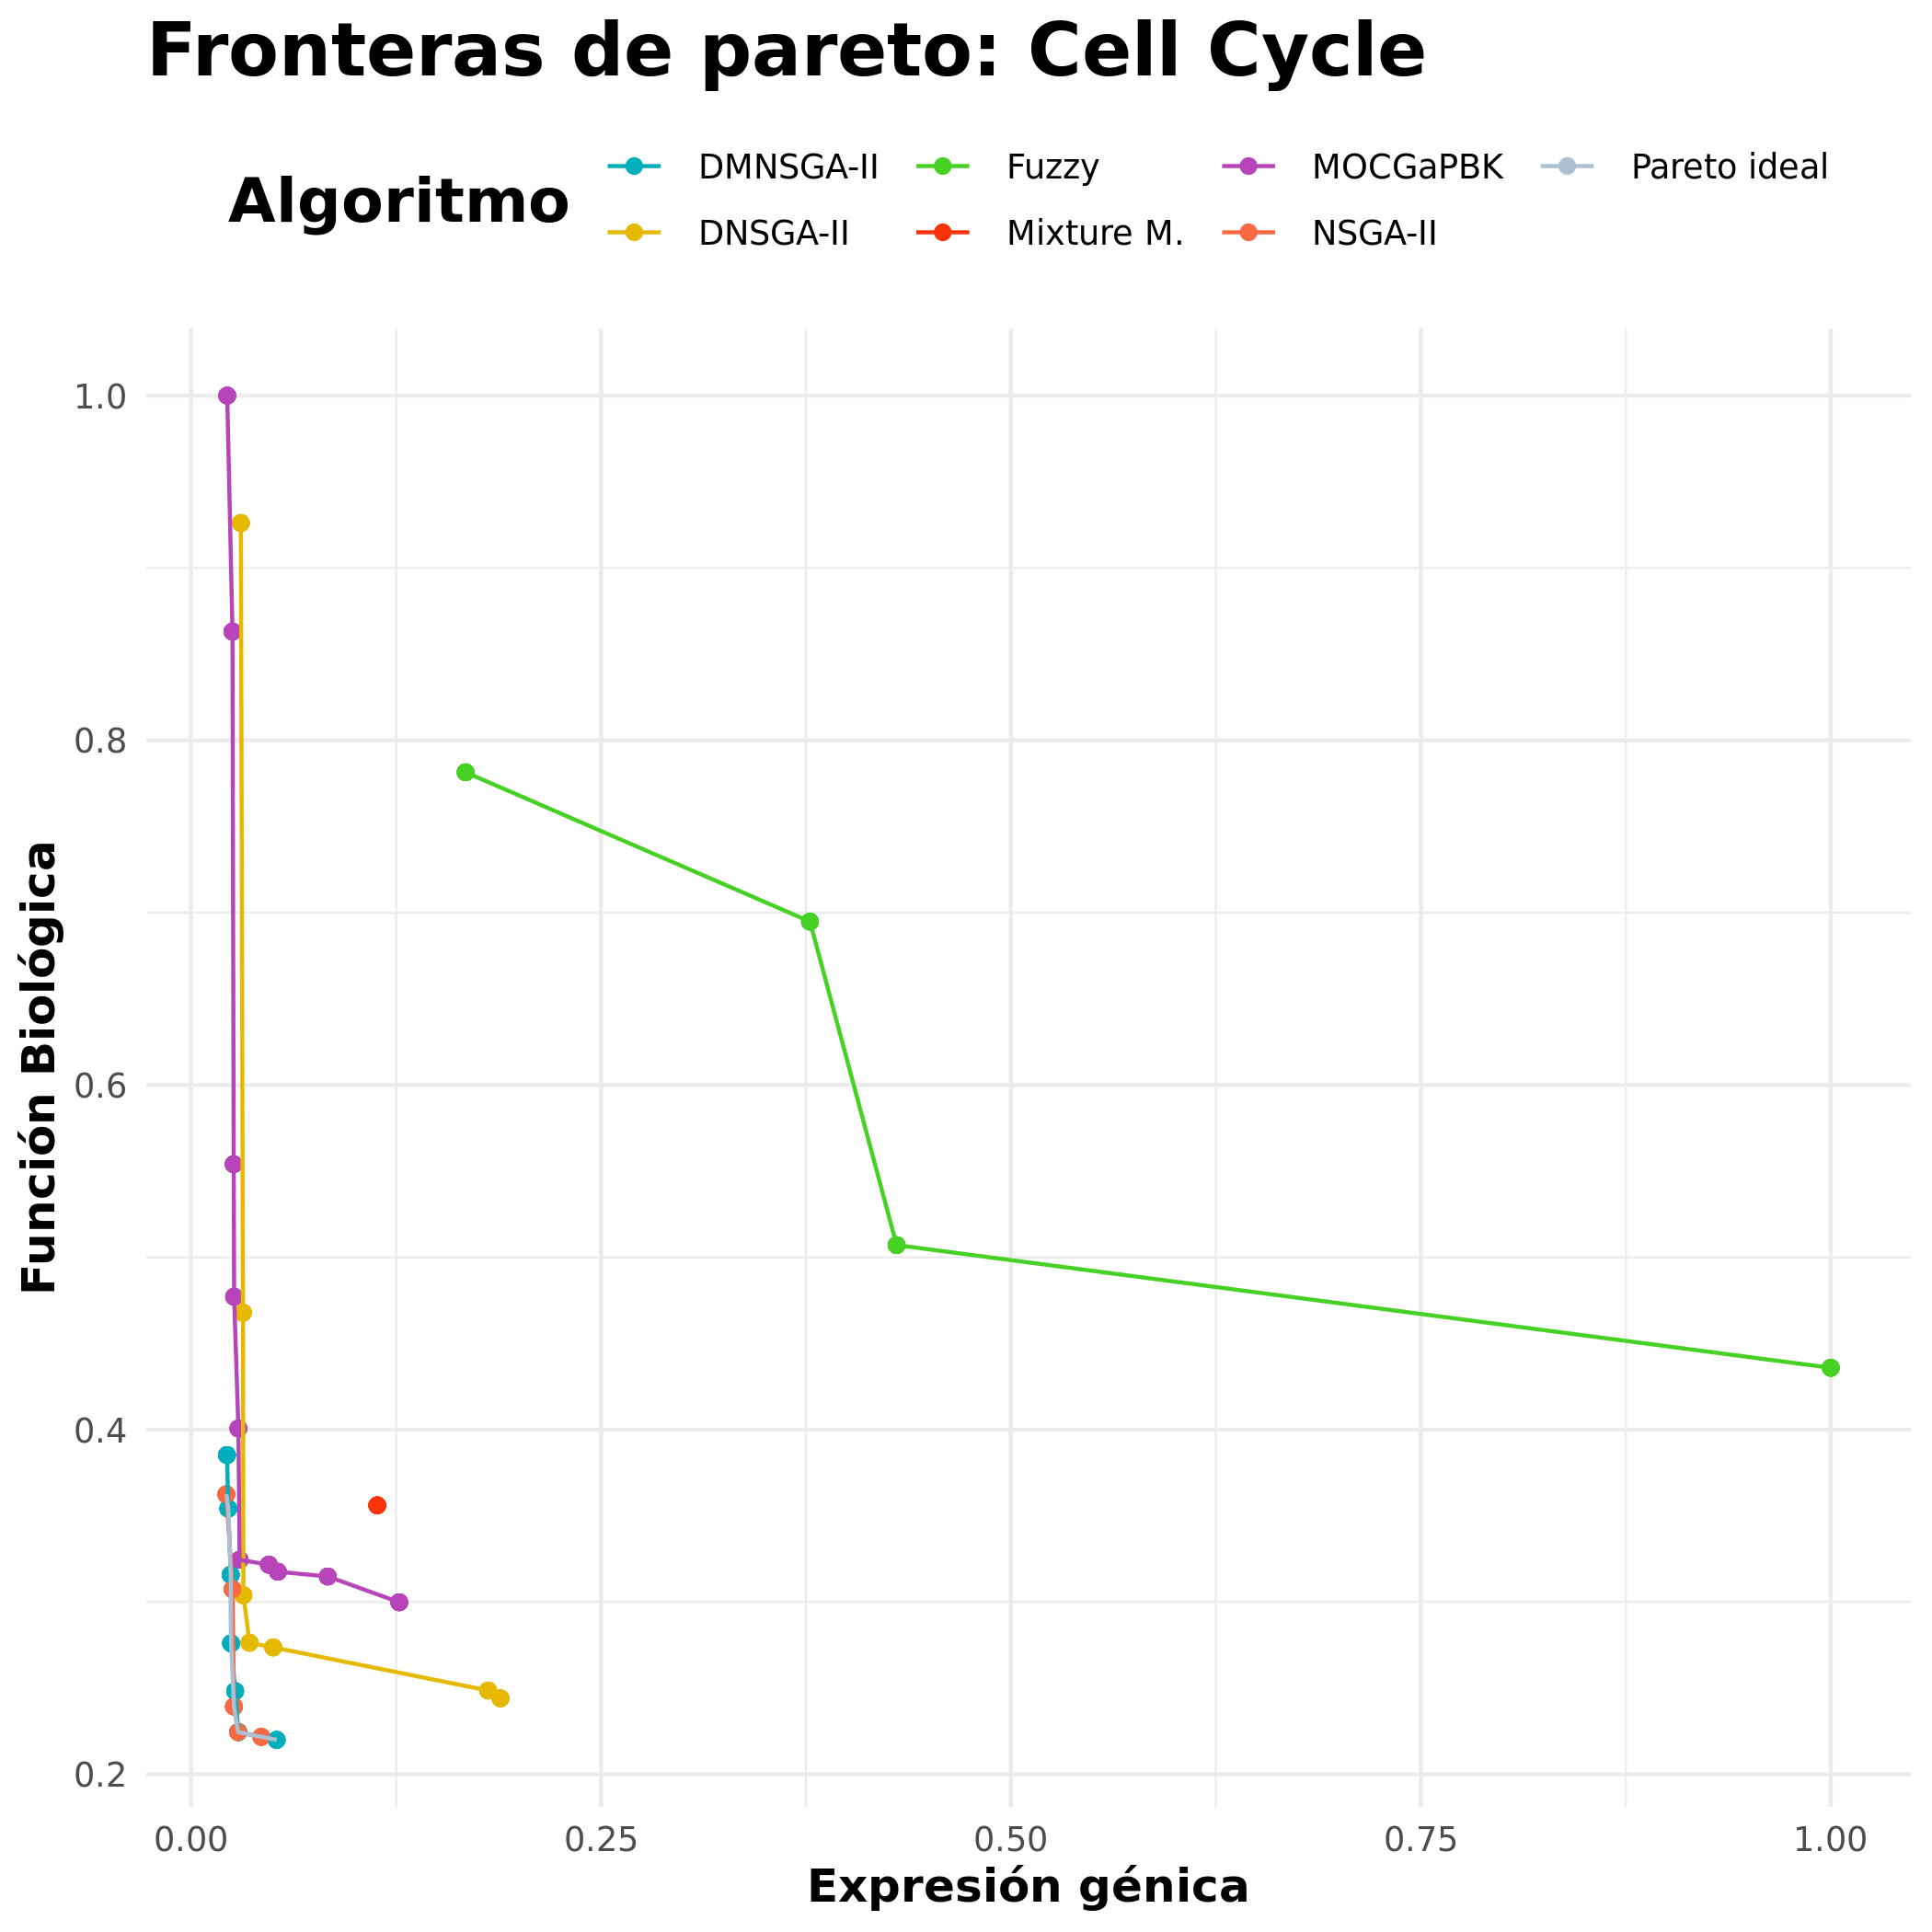 Fronteras de pareto: Cell Cycle
Algoritmo
DMNSGA-II
Fuzzy
MOCGaPBK
Pareto ideal
DNSGA-II
Mixture M.
NSGA-II
Función Biológica
1.0
0.8
0.6
0.4
0.2
0.00
0.25
0.50
0.75
1.00
Expresión génica